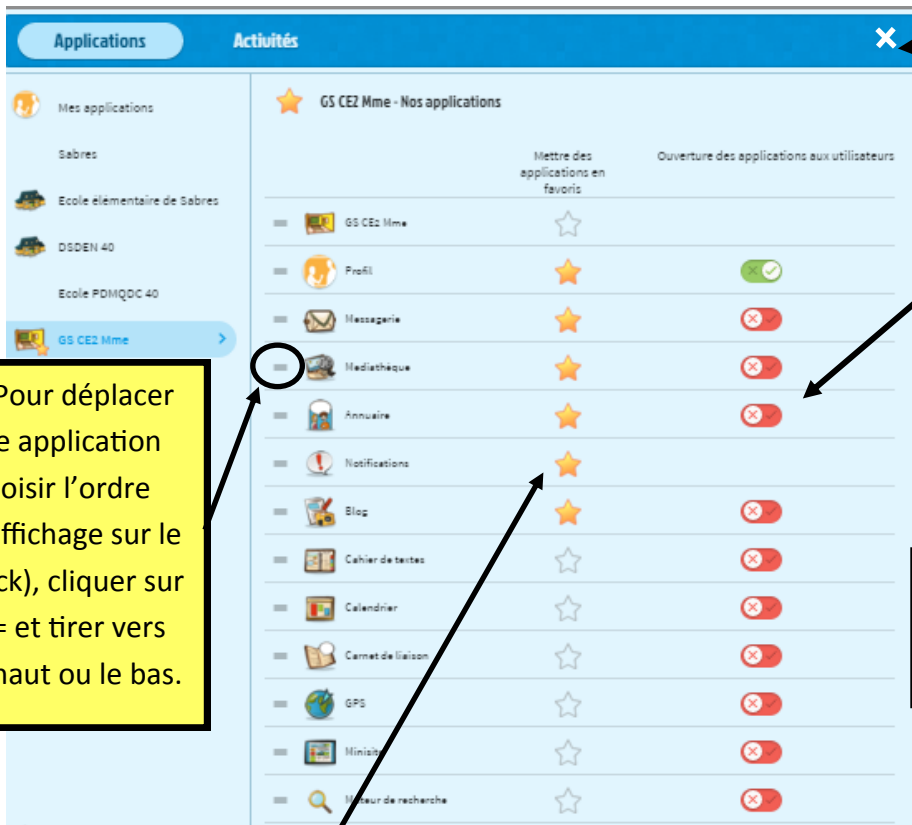 Applications Activités
Mes applications
Sabres
Ecole élémentaire de Sabres
DSDEN 40
Ecole PDMQDC 40
GS CE2 Mme
GS CE2 Mme - Nos applications
Mettre des
applications en
favoris
Ouverture des applications aux utilisateurs
GS CE2 Mme
Profil
Messagerie
Mediathèque
Annuaire
Notifications
Blog
Cahier de textes
Calendrier
Carnet de liaison
GPS
Minisite
Moteur de recherche
Pour déplacer
e application
oisir l'ordre
ffichage sur le
ck), cliquer sur
= et tirer vers
haut ou le bas.